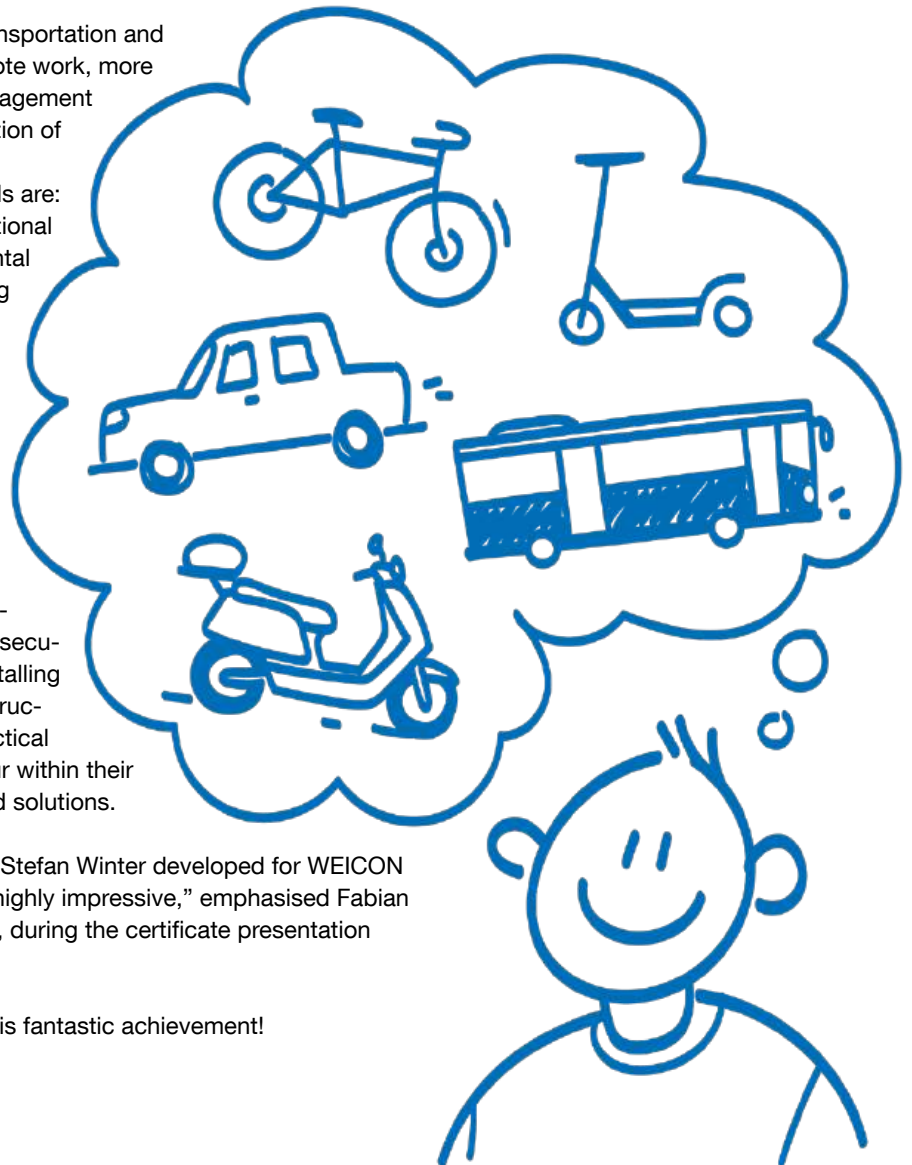 nsportation and
ote work, more
agement
tion of
ls are:
tional
ntal
g
-
secu-
talling
ruc-
ctical
ur within their
d solutions.
Stefan Winter developed for WEICON
highly impressive,” emphasised Fabian
, during the certificate presentation
is fantastic achievement!